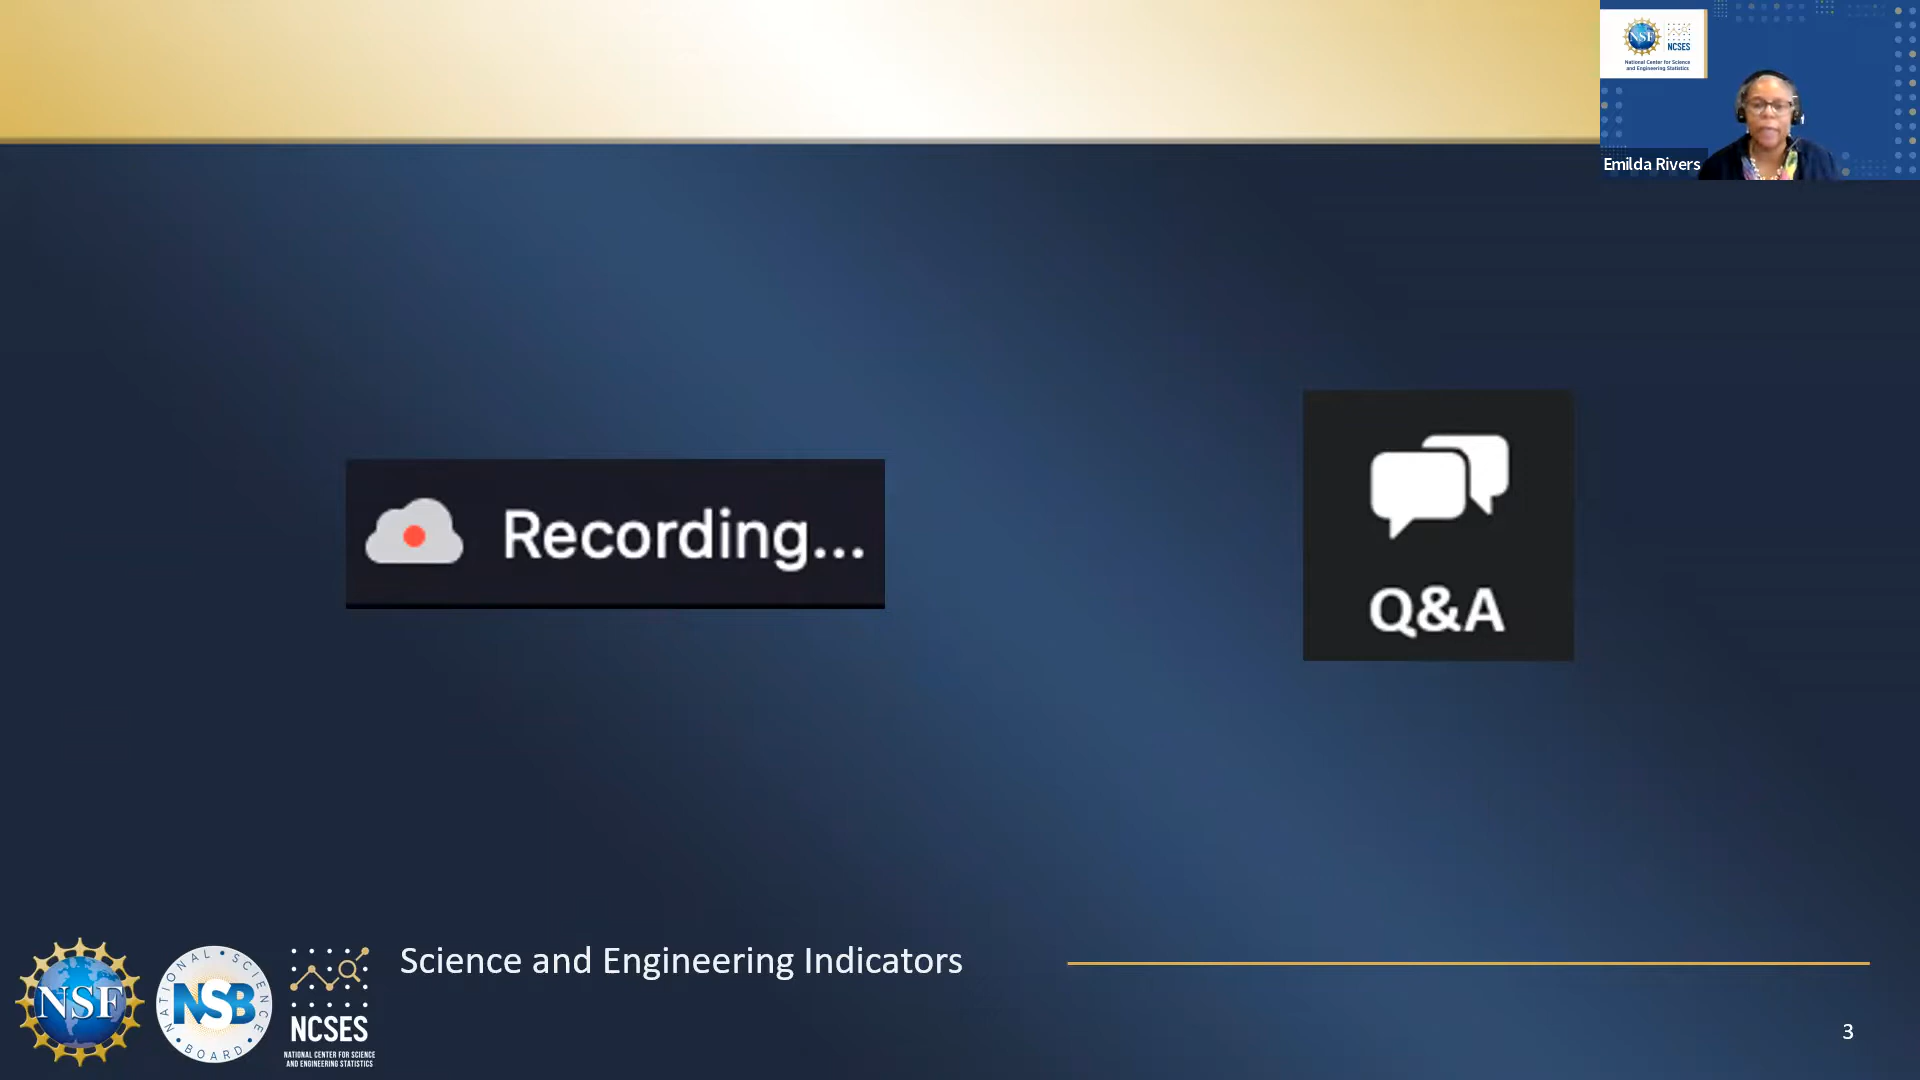 NSF
NCSES
National Center for Science
and Engineering Statistics
Emilda Rivers
Recording...
Q&A
Science and Engineering Indicators
NSF
NATIONAL SCIENCE
NSB
BOARD
NCSES
NATIONAL CENTER FOR SCIENCE
AND ENGINEERING STATISTICS
3